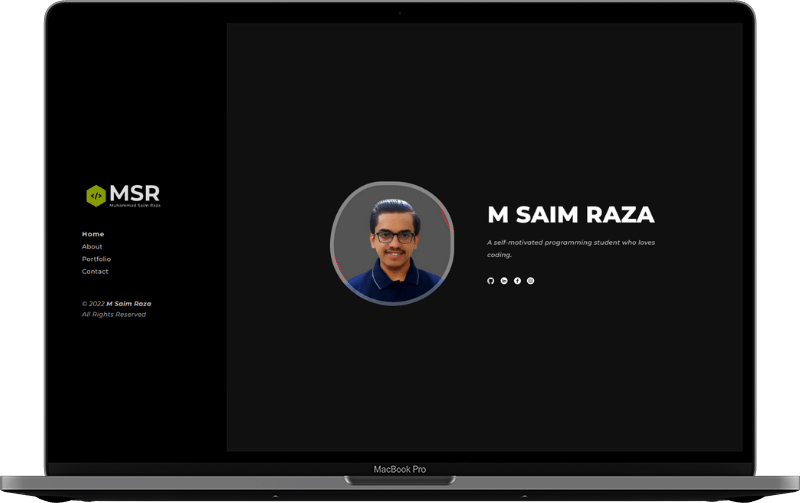 MSR
Muhammad Saim Raza
Home
About
Portfolio
Contact
© 2022 M Saim Raza
All Rights Reserved
M SAIM RAZA
A self-motivated programming student who loves
coding.
MacBook Pro